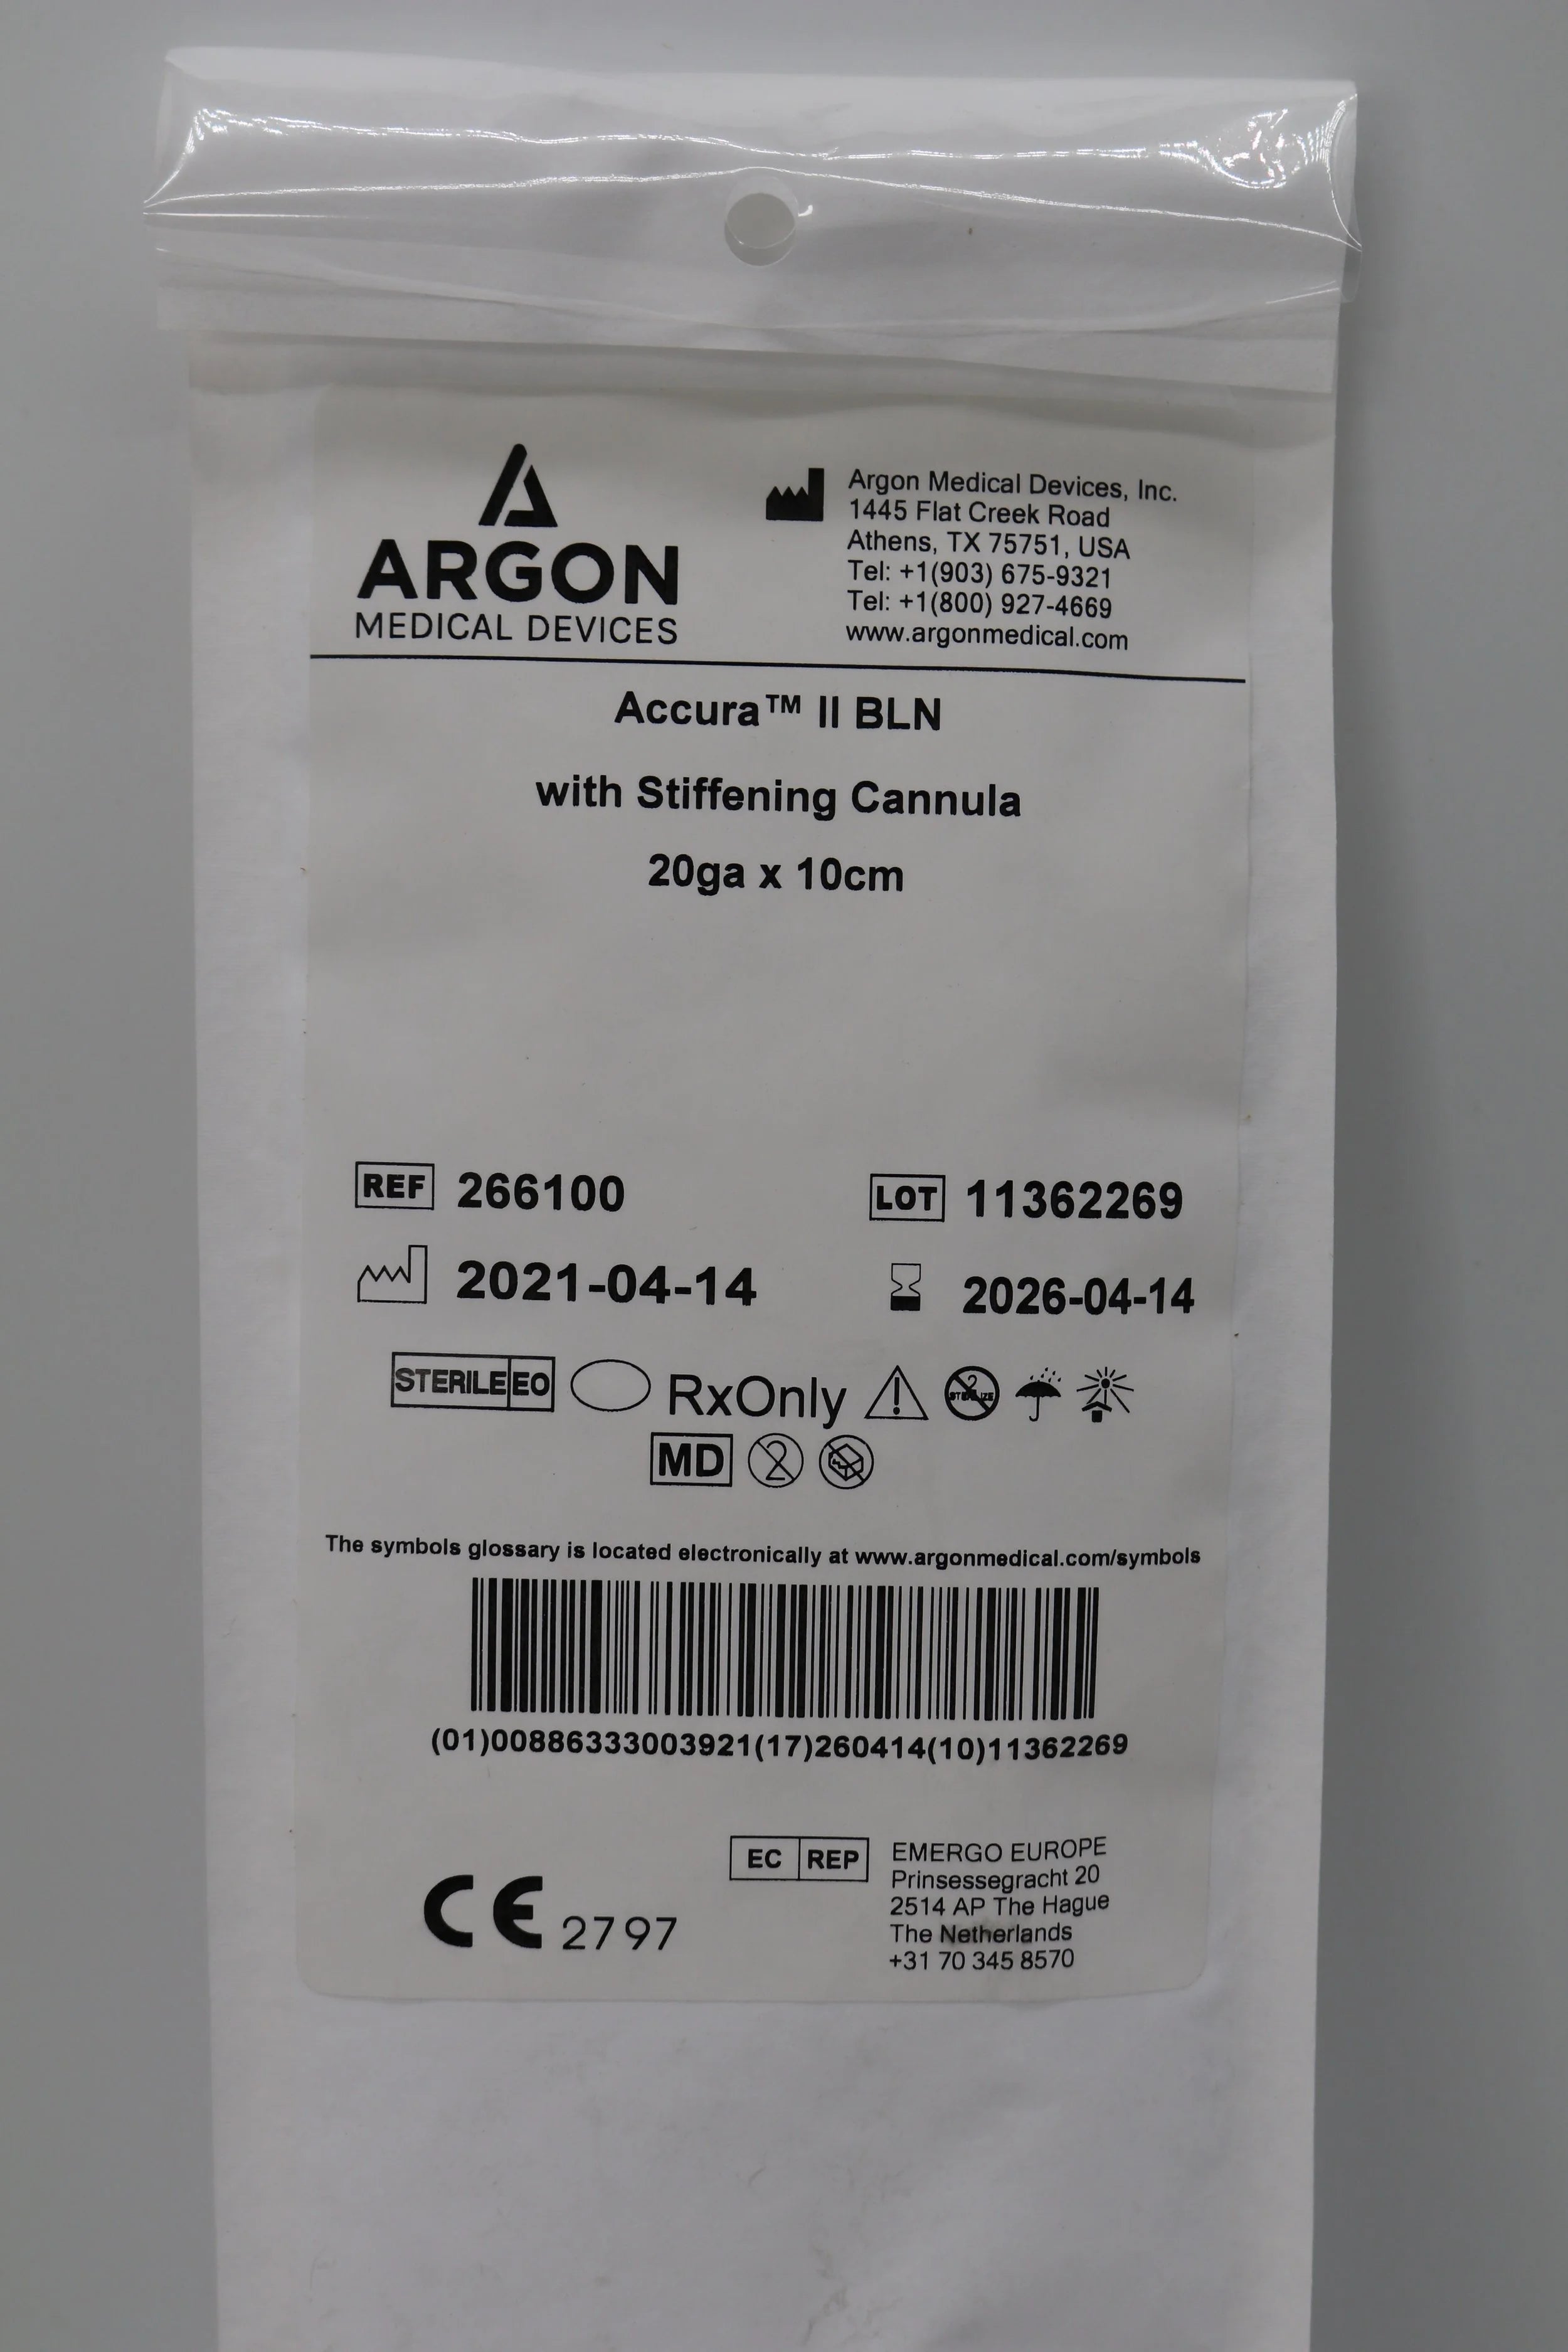 ARGON
MEDICAL DEVICES
Argon Medical Devices, Inc.
1445 Flat Creek Road
Athens, TX 75751, USA
Tel: +1(903) 675-9321
Tel: +1(800) 927-4669
www.argonmedical.com
Accura™ II BLN
with Stiffening Cannula
20ga x 10cm
REF 266100
LOT 11362269
2021-04-14
2026-04-14
STERILE EO RxOnly 2 STERILIZE
MD 2
The symbols glossary is located electronically at www.argonmedical.com/symbols
(01)00886333003921(17)260414(10)11362269
CE 2797
EC REP
EMERGO EUROPE
Prinsessegracht 20
2514 AP The Hague
The Netherlands
+31 70 345 8570